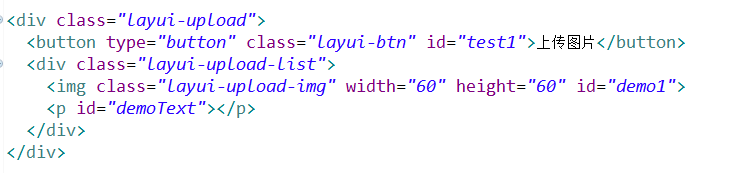 <div class="layui-upload">
<button type="button" class="layui-btn" id="test1">上传图片</button>
<div class="layui-upload-list">
<img class="layui-upload-img" width="60" height="60" id="demo1">
<p id="demoText"></p>
</div>
</div>